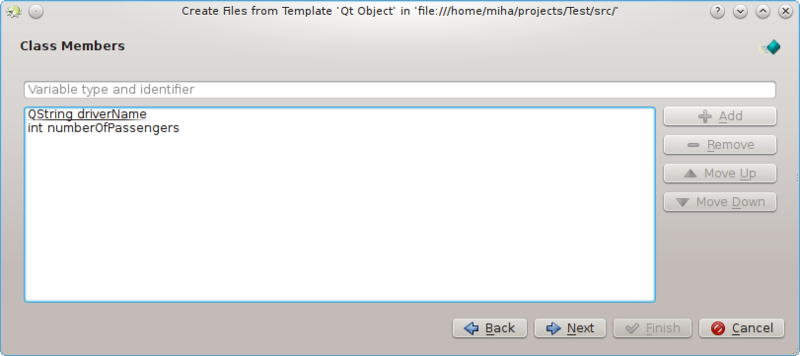 Create Files from Template 'Qt Object' in 'file:///home/miha/projects/Test/src/'
Class Members
Variable type and identifier
QString driverName
int numberOfPassengers
Add
Remove
Move Up
Move Down
Back
Next
Finish
Cancel